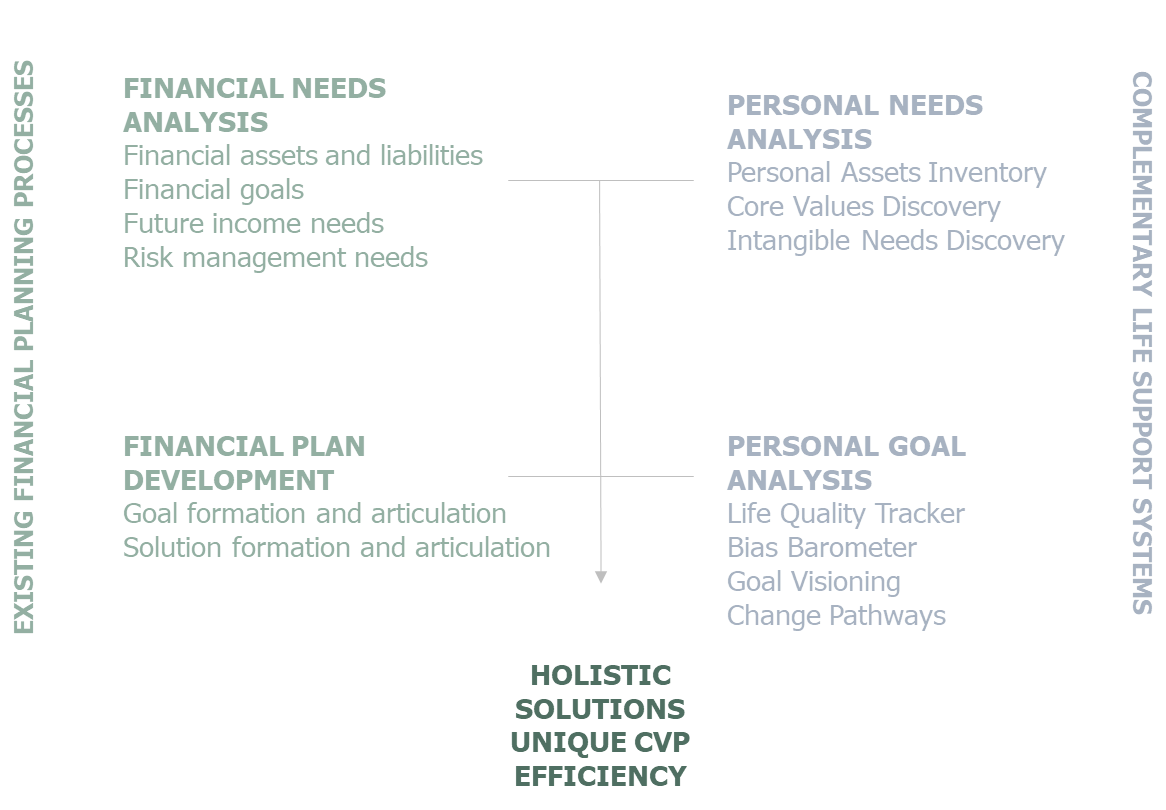 EXISTING FINANCIAL PLANNING PROCESSES
FINANCIAL NEEDS
ANALYSIS
Financial assets and liabilities
Financial goals
Future income needs
Risk management needs
PERSONAL NEEDS
ANALYSIS
Personal Assets Inventory
Core Values Discovery
Intangible Needs Discovery
FINANCIAL PLAN
DEVELOPMENT
Goal formation and articulation
Solution formation and articulation
PERSONAL GOAL
ANALYSIS
Life Quality Tracker
Bias Barometer
Goal Visioning
Change Pathways
COMPLEMENTARY LIFE SUPPORT SYSTEMS
HOLISTIC
SOLUTIONS
UNIQUE CVP
EFFICIENCY